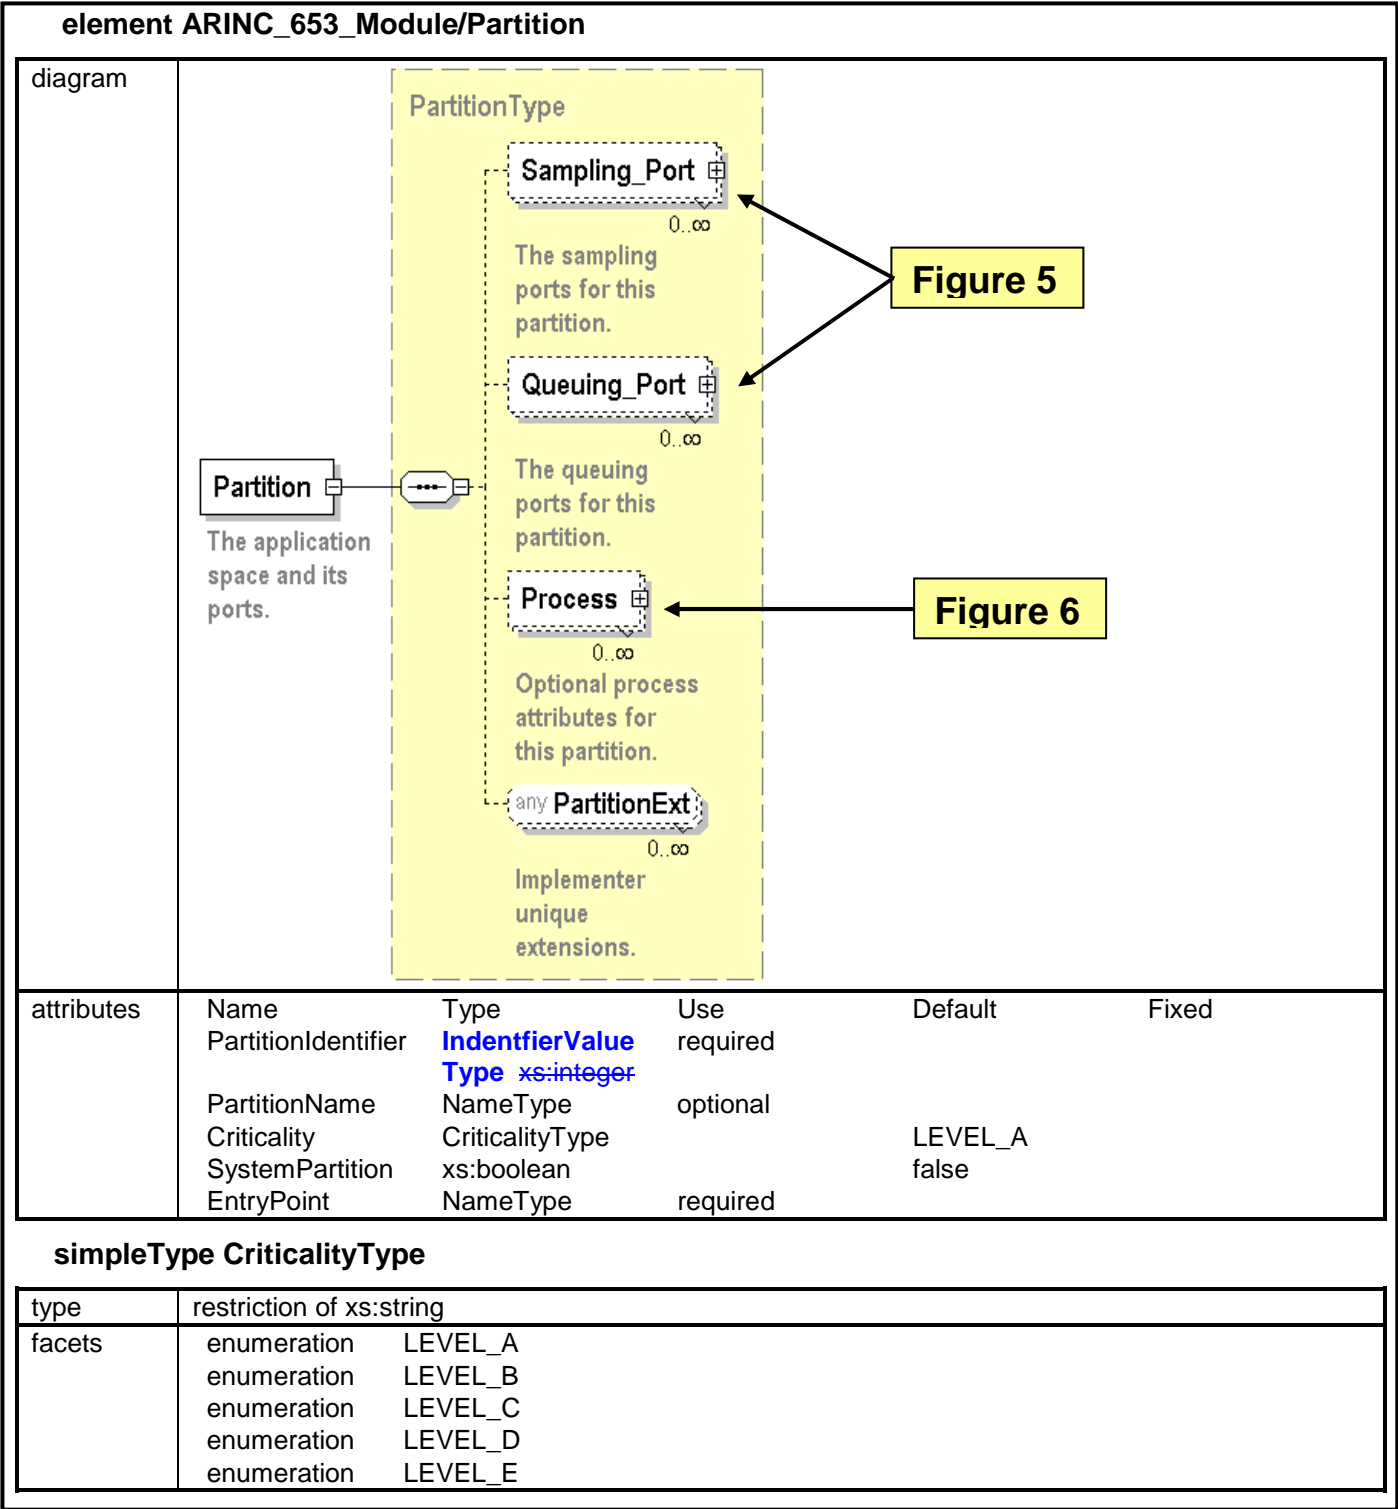 element ARINC_653_Module/Partition
diagram
PartitionType
Sampling_Port
0..∞
The sampling
ports for this
partition.
Figure 5
Queuing_Port
0..∞
The queuing
ports for this
partition.
Partition
The application
space and its
ports.
Process
0..∞
Optional process
attributes for
this partition.
Figure 6
any PartitionExt
0..∞
Implementer
unique
extensions.
attributes Name Type Use Default Fixed
PartitionIdentifier IndentfierValue required
Type xs:integer
PartitionName NameType optional
Criticality CriticalityType LEVEL_A
SystemPartition xs:boolean false
EntryPoint NameType required
simpleType CriticalityType
type restriction of xs:string
facets enumeration LEVEL_A
enumeration LEVEL_B
enumeration LEVEL_C
enumeration LEVEL_D
enumeration LEVEL_E